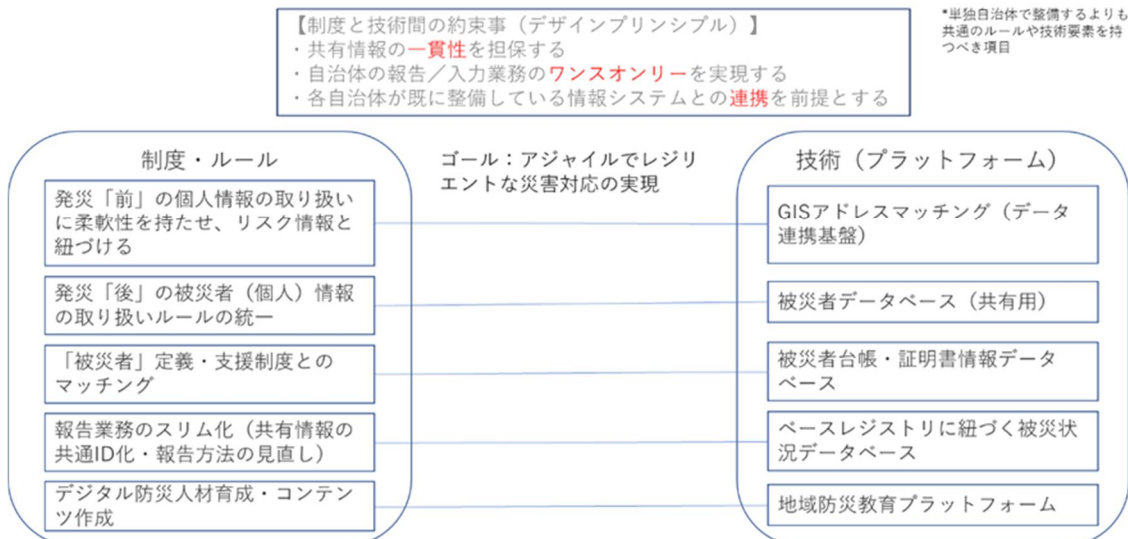 【制度と技術間の約束事（デザインプリンシプル）】
・共有情報の一貫性を担保する
・自治体の報告／入力業務のワンスオンリーを実現する
・各自治体が既に整備している情報システムとの連携を前提とする
*単独自治体で整備するよりも
共通のルールや技術要素を持
つべき項目
制度・ルール
発災「前」の個人情報の取り扱い
に柔軟性を持たせ、リスク情報と
紐づける
発災「後」の被災者（個人）情報
の取り扱いルールの統一
「被災者」定義・支援制度との
マッチング
報告業務のスリム化（共有情報の
共通ID化・報告方法の見直し）
デジタル防災人材育成・コンテン
ツ作成
ゴール：アジャイルでレジリ
エントな災害対応の実現
技術（プラットフォーム）
GISアドレスマッチング（データ
連携基盤）
被災者データベース（共有用）
被災者台帳・証明書情報データ
ベース
ベースレジストリに紐づく被災状
況データベース
地域防災教育プラットフォーム